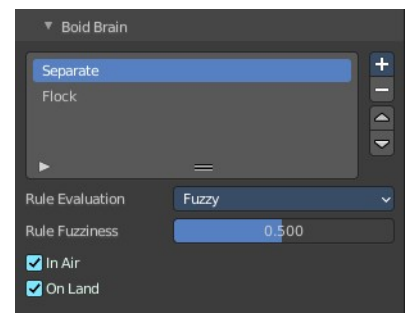 Boid Brain
Separate
Flock
Rule Evaluation Fuzzy
Rule Fuzziness 0.500
In Air
On Land